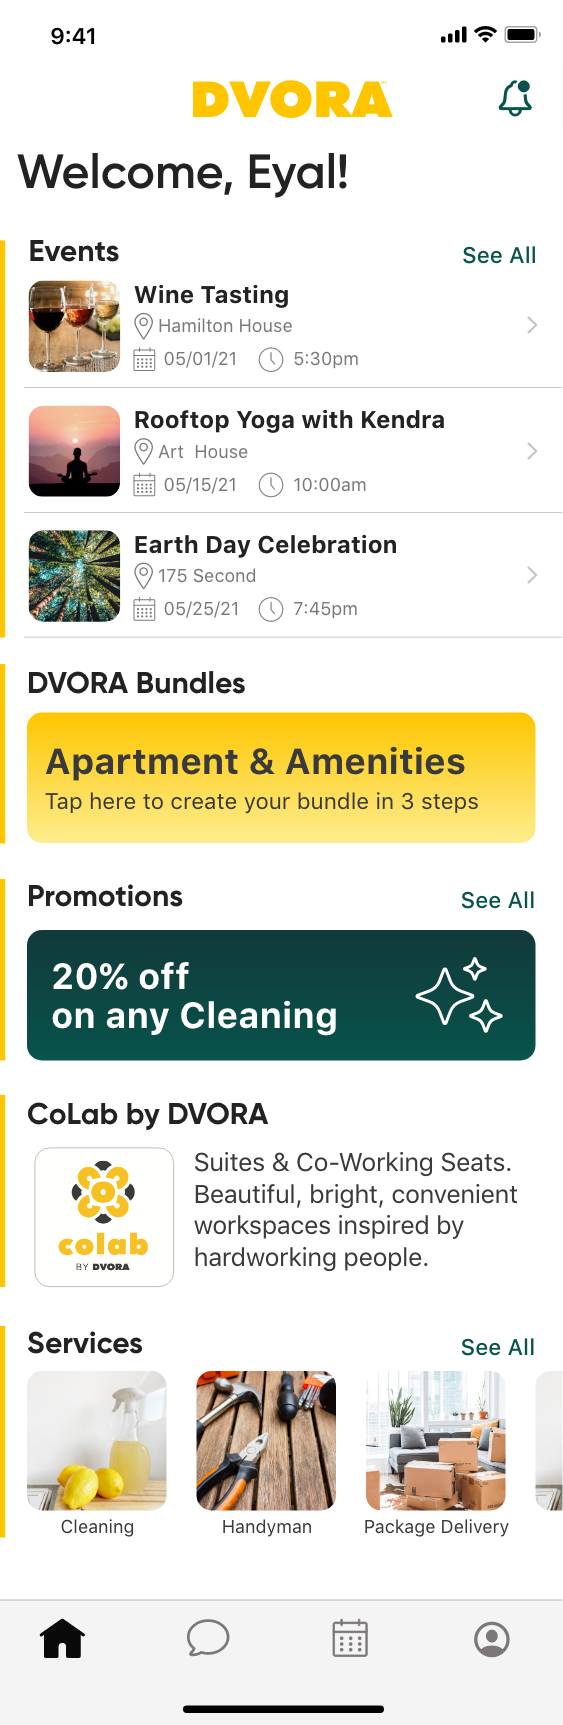 9:41
DVORA
Welcome, Eyal!
Events
See All
Wine Tasting
Hamilton House
05/01/21 5:30pm
Rooftop Yoga with Kendra
Art House
05/15/21 10:00am
Earth Day Celebration
175 Second
05/25/21 7:45pm
DVORA Bundles
Apartment & Amenities
Tap here to create your bundle in 3 steps
Promotions
See All
20% off
on any Cleaning
CoLab by DVORA
colab
BY DVORA
Suites & Co-Working Seats.
Beautiful, bright, convenient
workspaces inspired by
hardworking people.
Services
See All
Cleaning
Handyman
Package Delivery